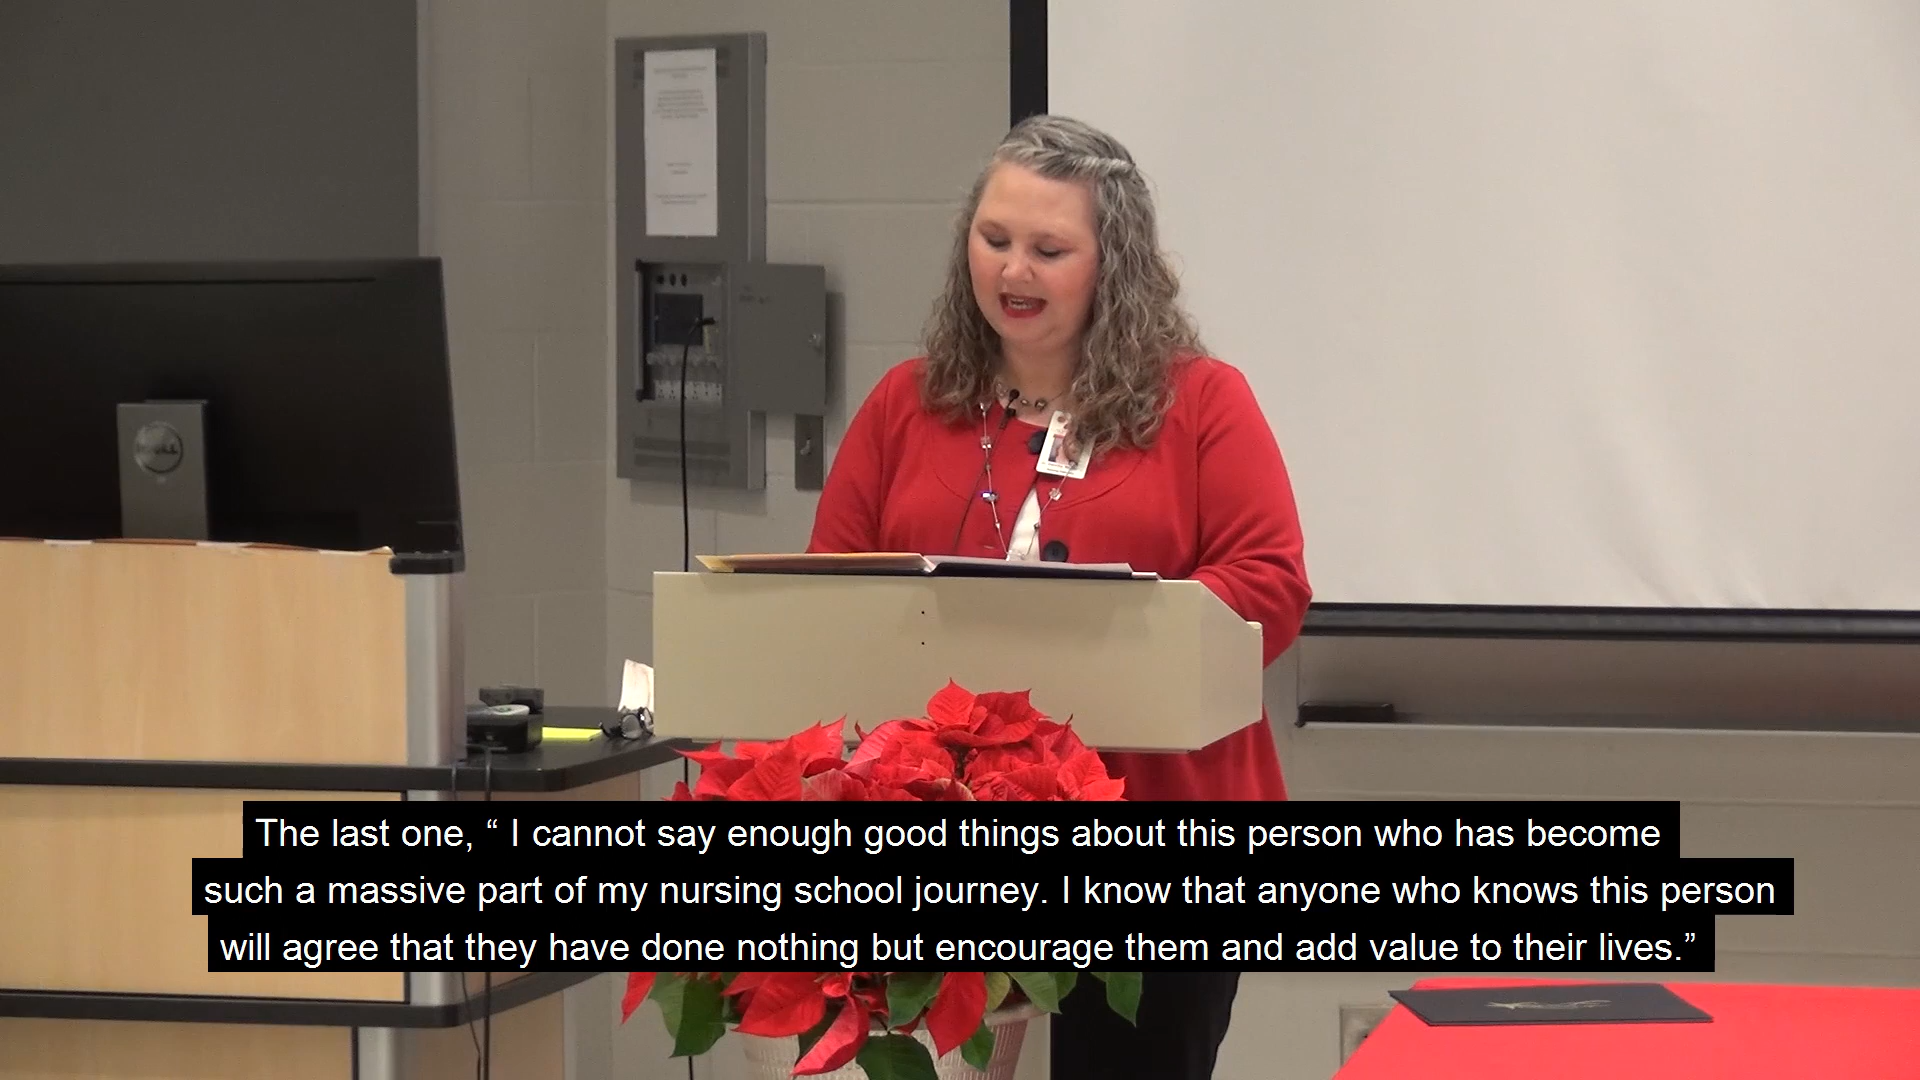 DELL
The last one, “ I cannot say enough good things about this person who has become
such a massive part of my nursing school journey. I know that anyone who knows this person
will agree that they have done nothing but encourage them and add value to their lives.”